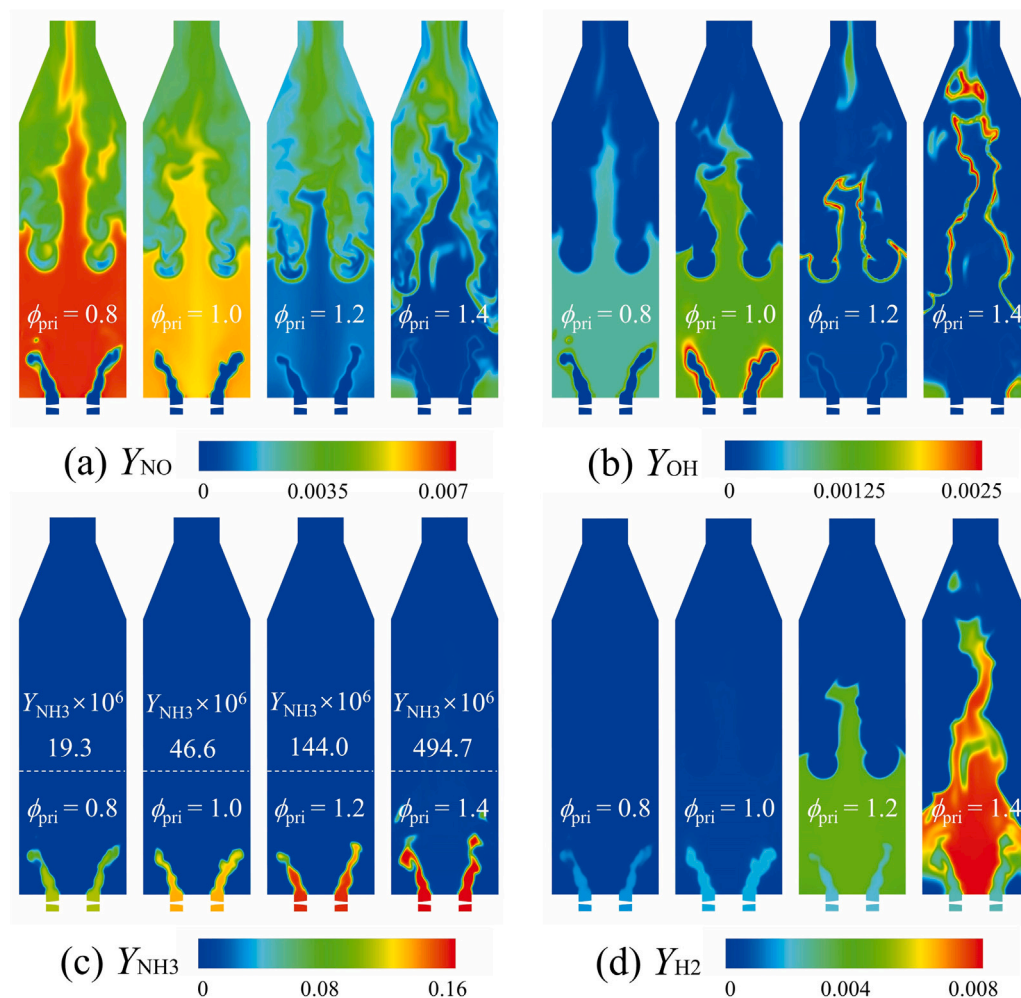 ϕpri = 0.8 ϕpri = 1.0 ϕpri = 1.2 ϕpri = 1.4
(a) YNO
0 0.0035 0.007
ϕpri = 0.8 ϕpri = 1.0 ϕpri = 1.2 ϕpri = 1.4
(b) YOH
0 0.00125 0.0025
YNH3×10⁶ YNH3×10⁶ YNH3×10⁶ YNH3×10⁶
19.3 46.6 144.0 494.7
ϕpri = 0.8 ϕpri = 1.0 ϕpri = 1.2 ϕpri = 1.4
(c) YNH3
0 0.08 0.16
ϕpri = 0.8 ϕpri = 1.0 ϕpri = 1.2 ϕpri = 1.4
(d) YH2
0 0.004 0.008